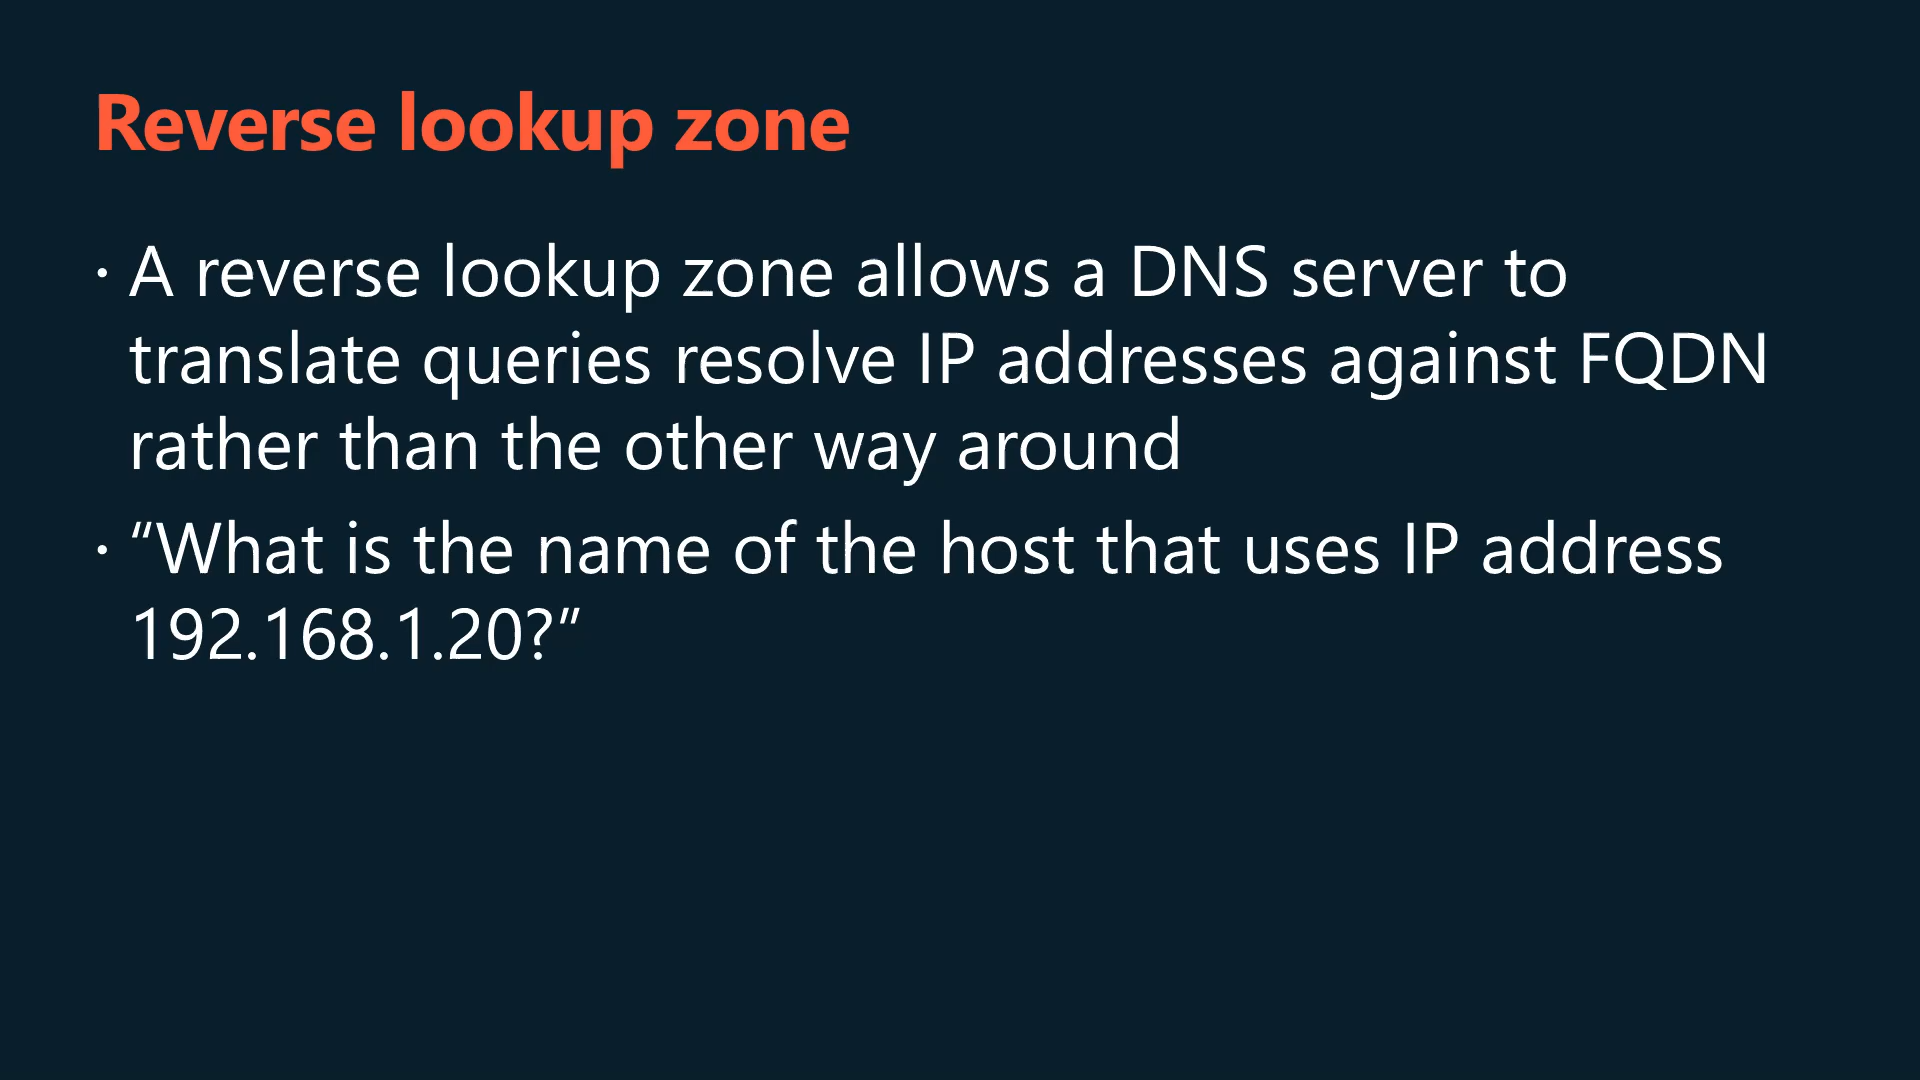 Reverse lookup zone
· A reverse lookup zone allows a DNS server to
translate queries resolve IP addresses against FQDN
rather than the other way around
· “What is the name of the host that uses IP address
192.168.1.20?”